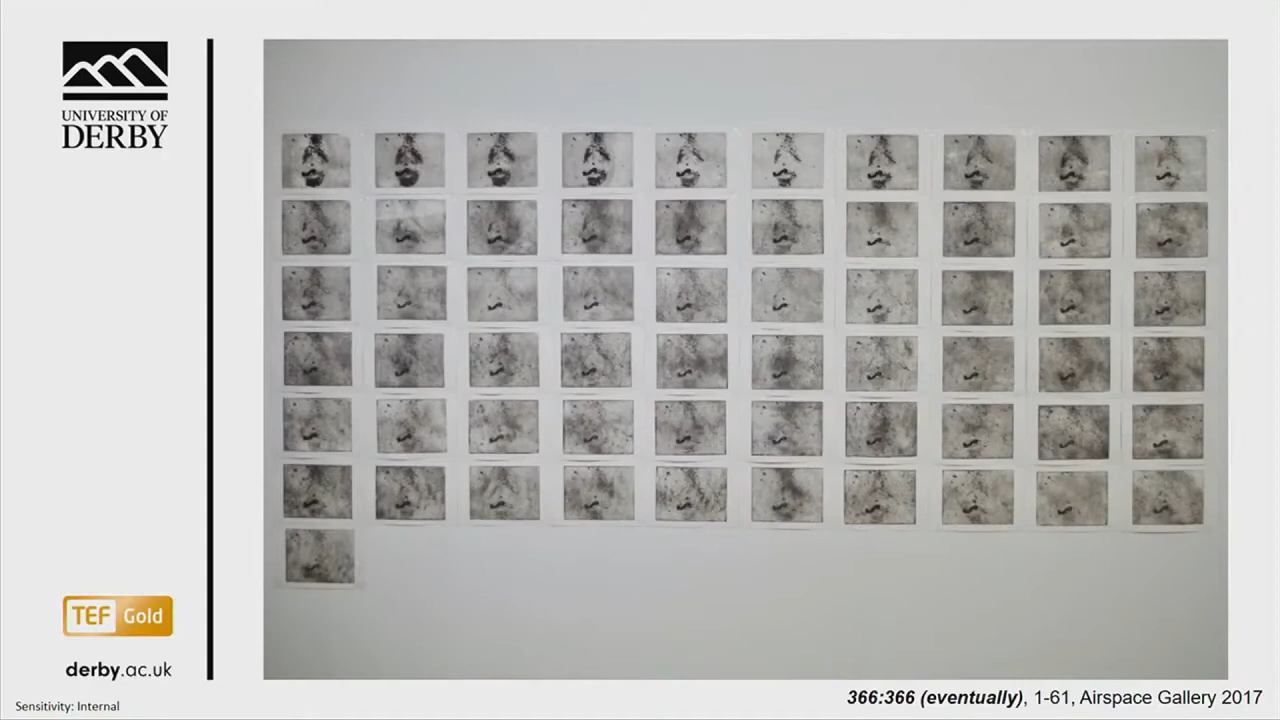 UNIVERSITY OF
DERBY
TEF Gold
derby.ac.uk
366:366 (eventually), 1-61, Airspace Gallery 2017
Sensitivity: Internal